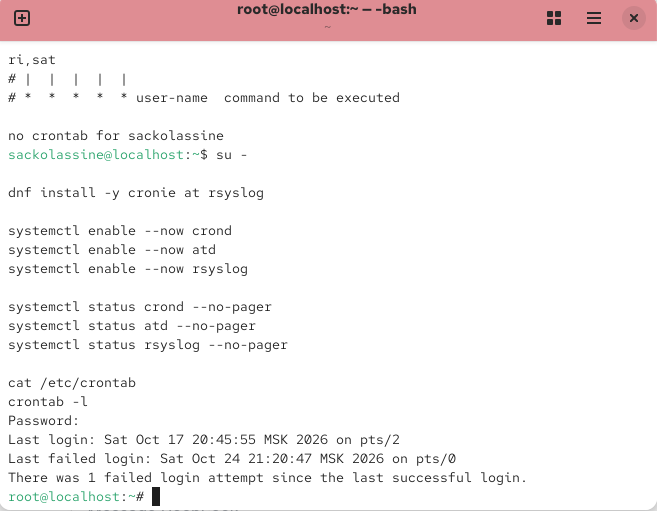 root@localhost:~ — -bash
~
ri,sat
# |  |  |  |  |
# *  *  *  *  * user-name  command to be executed
no crontab for sackolassine
sackolassine@localhost:~$ su -
dnf install -y cronie at rsyslog
systemctl enable --now crond
systemctl enable --now atd
systemctl enable --now rsyslog
systemctl status crond --no-pager
systemctl status atd --no-pager
systemctl status rsyslog --no-pager
cat /etc/crontab
crontab -l
Password:
Last login: Sat Oct 17 20:45:55 MSK 2026 on pts/2
Last failed login: Sat Oct 24 21:20:47 MSK 2026 on pts/0
There was 1 failed login attempt since the last successful login.
root@localhost:~#